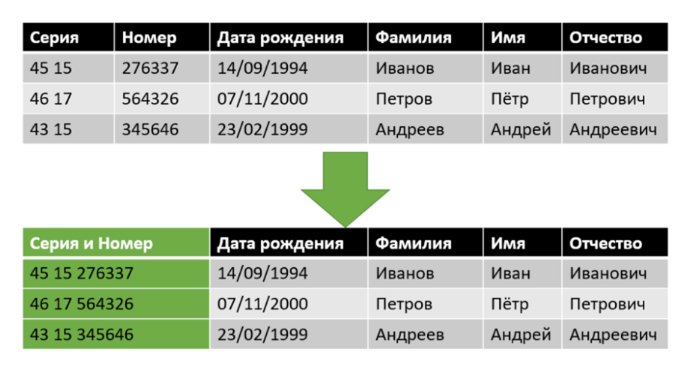 Серия Номер Дата рождения Фамилия Имя Отчество
45 15 276337 14/09/1994 Иванов Иван Иванович
46 17 564326 07/11/2000 Петров Пётр Петрович
43 15 345646 23/02/1999 Андреев Андрей Андреевич
Серия и Номер Дата рождения Фамилия Имя Отчество
45 15 276337 14/09/1994 Иванов Иван Иванович
46 17 564326 07/11/2000 Петров Пётр Петрович
43 15 345646 23/02/1999 Андреев Андрей Андреевич